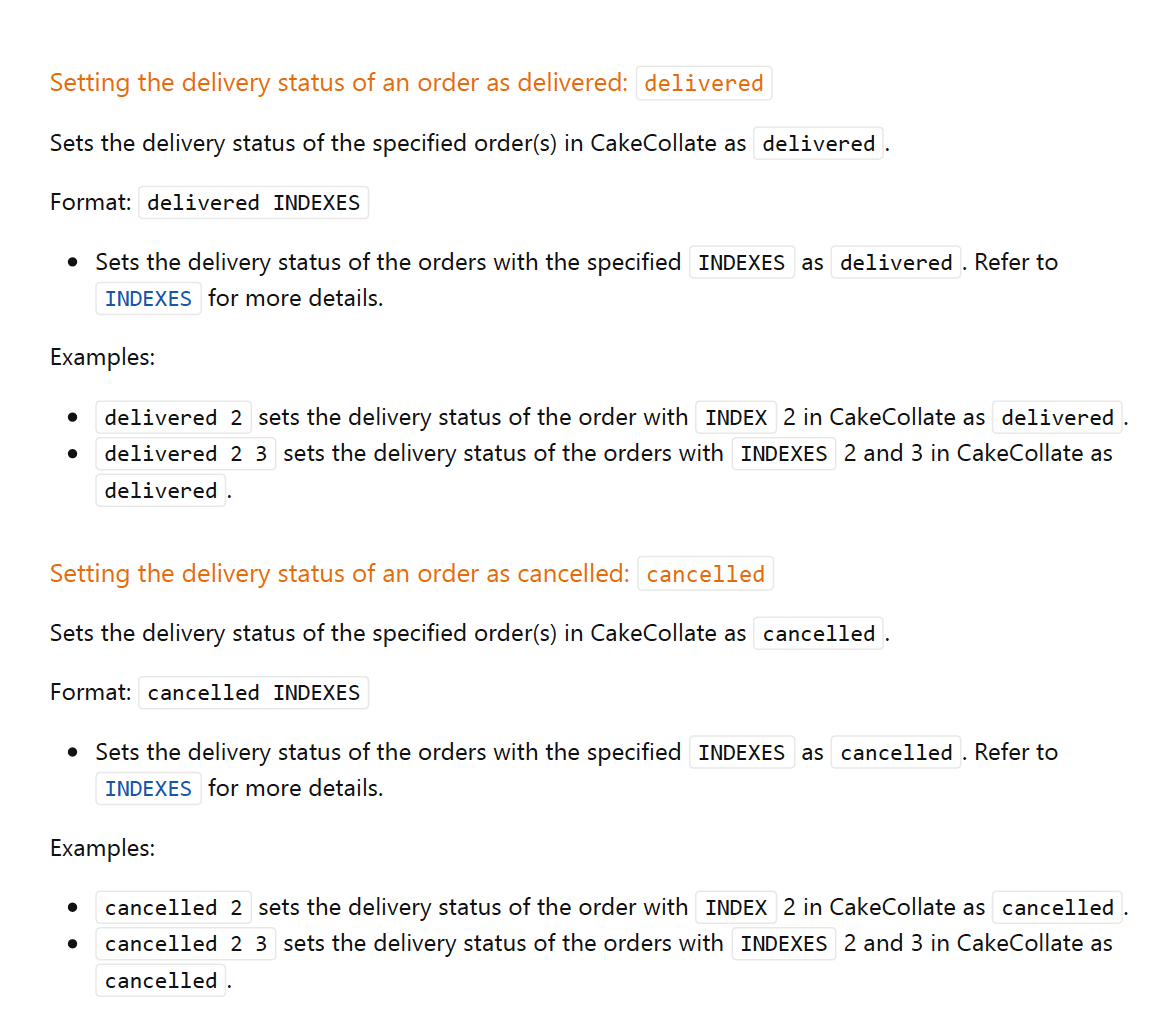 Setting the delivery status of an order as delivered: delivered
Sets the delivery status of the specified order(s) in CakeCollate as delivered.
Format: delivered INDEXES
• Sets the delivery status of the orders with the specified INDEXES as delivered. Refer to
INDEXES for more details.
Examples:
• delivered 2 sets the delivery status of the order with INDEX 2 in CakeCollate as delivered.
• delivered 2 3 sets the delivery status of the orders with INDEXES 2 and 3 in CakeCollate as
delivered.
Setting the delivery status of an order as cancelled: cancelled
Sets the delivery status of the specified order(s) in CakeCollate as cancelled.
Format: cancelled INDEXES
• Sets the delivery status of the orders with the specified INDEXES as cancelled. Refer to
INDEXES for more details.
Examples:
• cancelled 2 sets the delivery status of the order with INDEX 2 in CakeCollate as cancelled.
• cancelled 2 3 sets the delivery status of the orders with INDEXES 2 and 3 in CakeCollate as
cancelled.